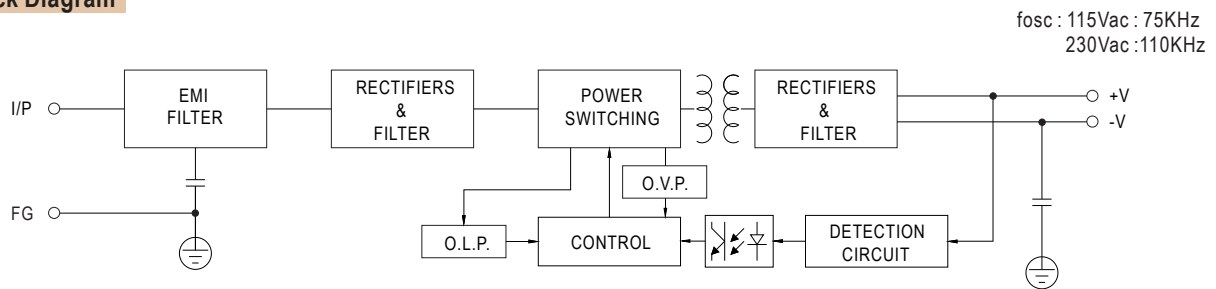 ck Diagram
fosc : 115Vac : 75KHz
230Vac :110KHz
I/P
EMI
FILTER
RECTIFIERS
&
FILTER
POWER
SWITCHING
RECTIFIERS
&
FILTER
+V
-V
O.V.P.
FG
O.L.P.
CONTROL
DETECTION
CIRCUIT